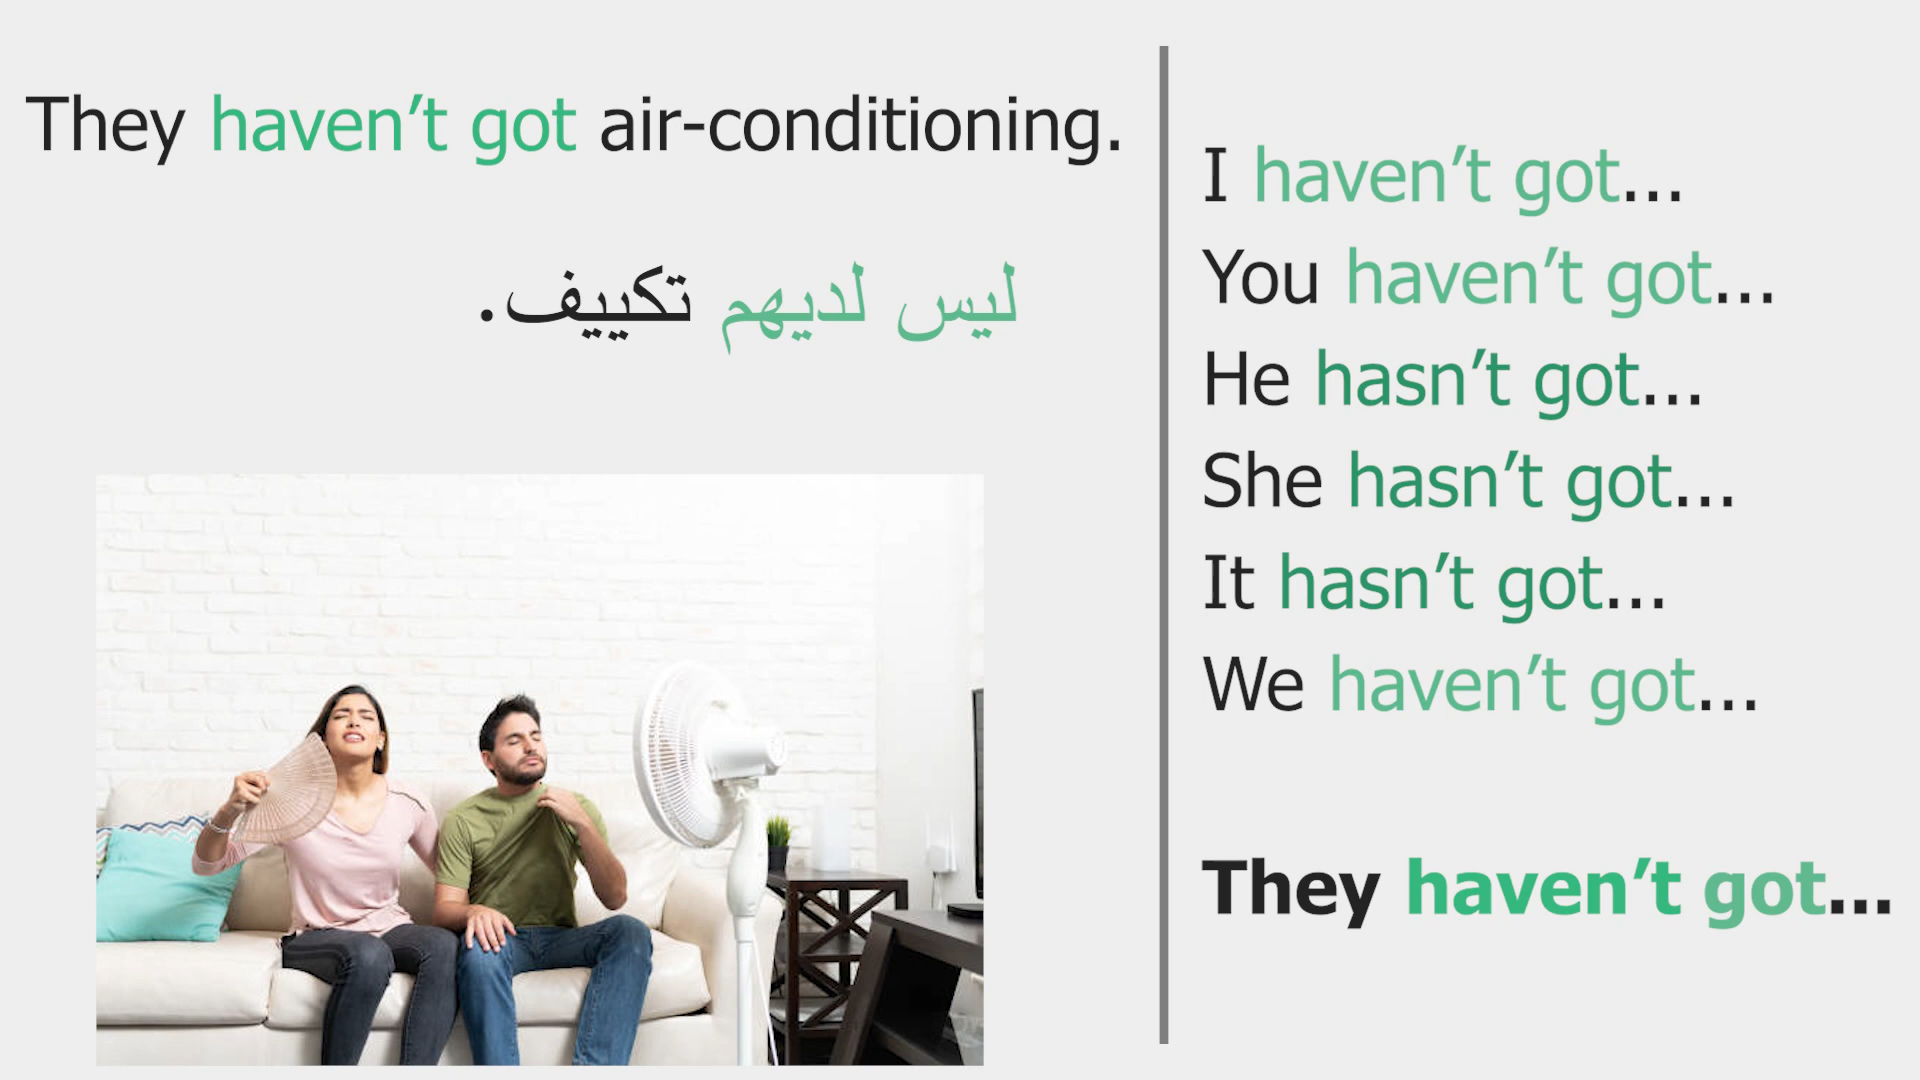 They haven’t got air-conditioning.
ليس لديهم تكييف.
I haven’t got...
You haven’t got...
He hasn’t got...
She hasn’t got...
It hasn’t got...
We haven’t got...
They haven’t got...